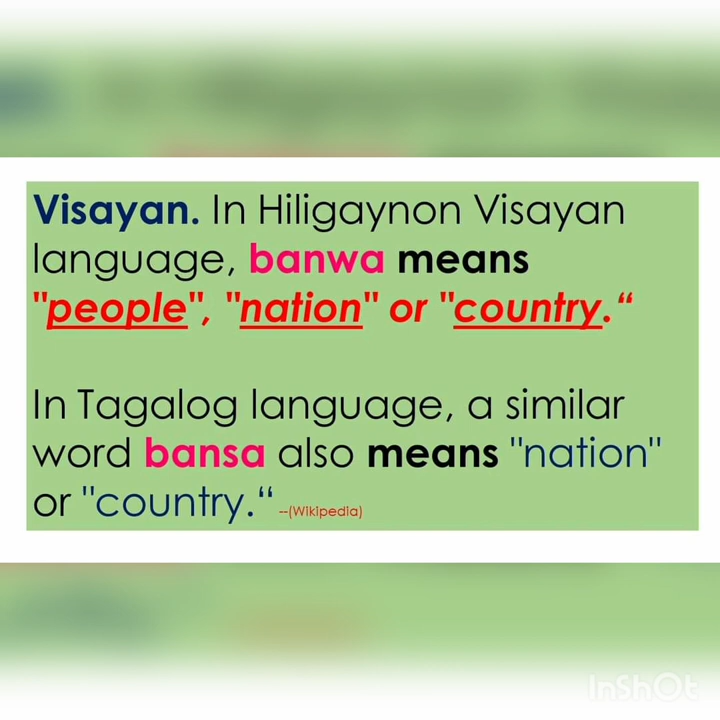 Visayan. In Hiligaynon Visayan
language, banwa means
"people", "nation" or "country.“
In Tagalog language, a similar
word bansa also means "nation"
or "country.“ --(Wikipedia)
InShOt